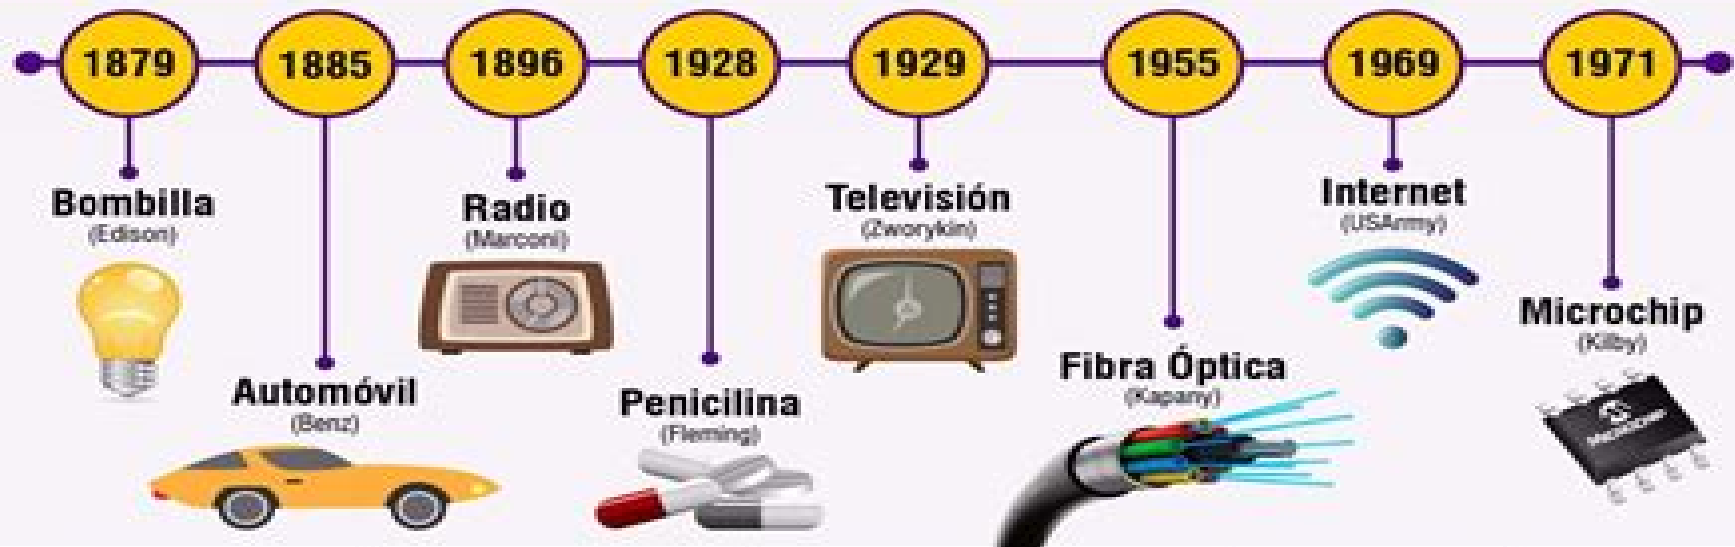 1879
1885
1896
1928
1929
1955
1969
1971
Bombilla
(Edison)
Automóvil
(Benz)
Radio
(Marconi)
Penicilina
(Fleming)
Televisión
(Zworykin)
Fibra Óptica
(Kapany)
Internet
(USArmy)
Microchip
(Kilby)
MICROCHIP